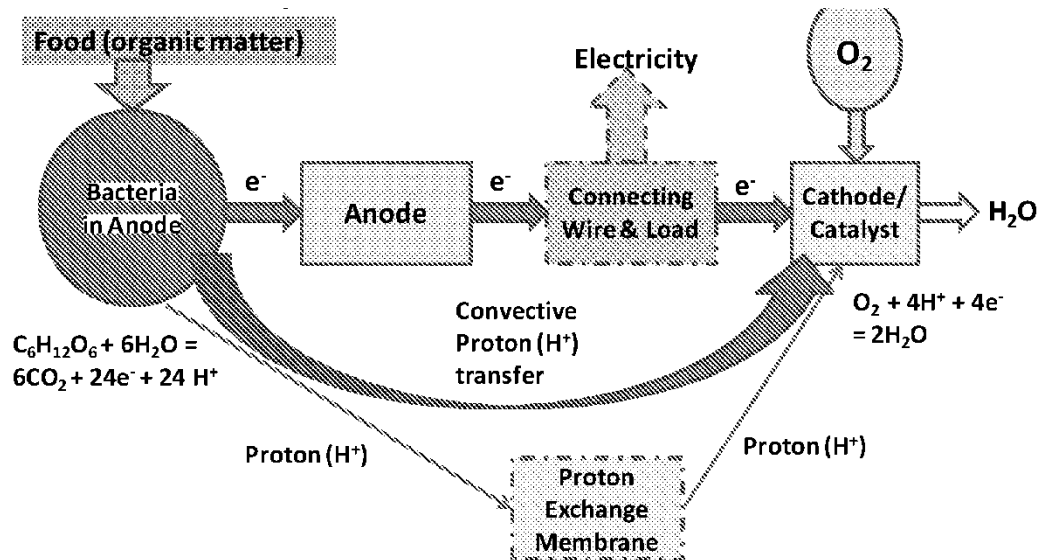 Food (organic matter)
O₂
Electricity
Bacteria
in Anode
e⁻
Anode
e⁻
Connecting
Wire & Load
e⁻
Cathode/
Catalyst
H₂O
C₆H₁₂O₆ + 6H₂O =
6CO₂ + 24e⁻ + 24 H⁺
Convective
Proton (H⁺)
transfer
O₂ + 4H⁺ + 4e⁻
= 2H₂O
Proton (H⁺)
Proton (H⁺)
Proton
Exchange
Membrane